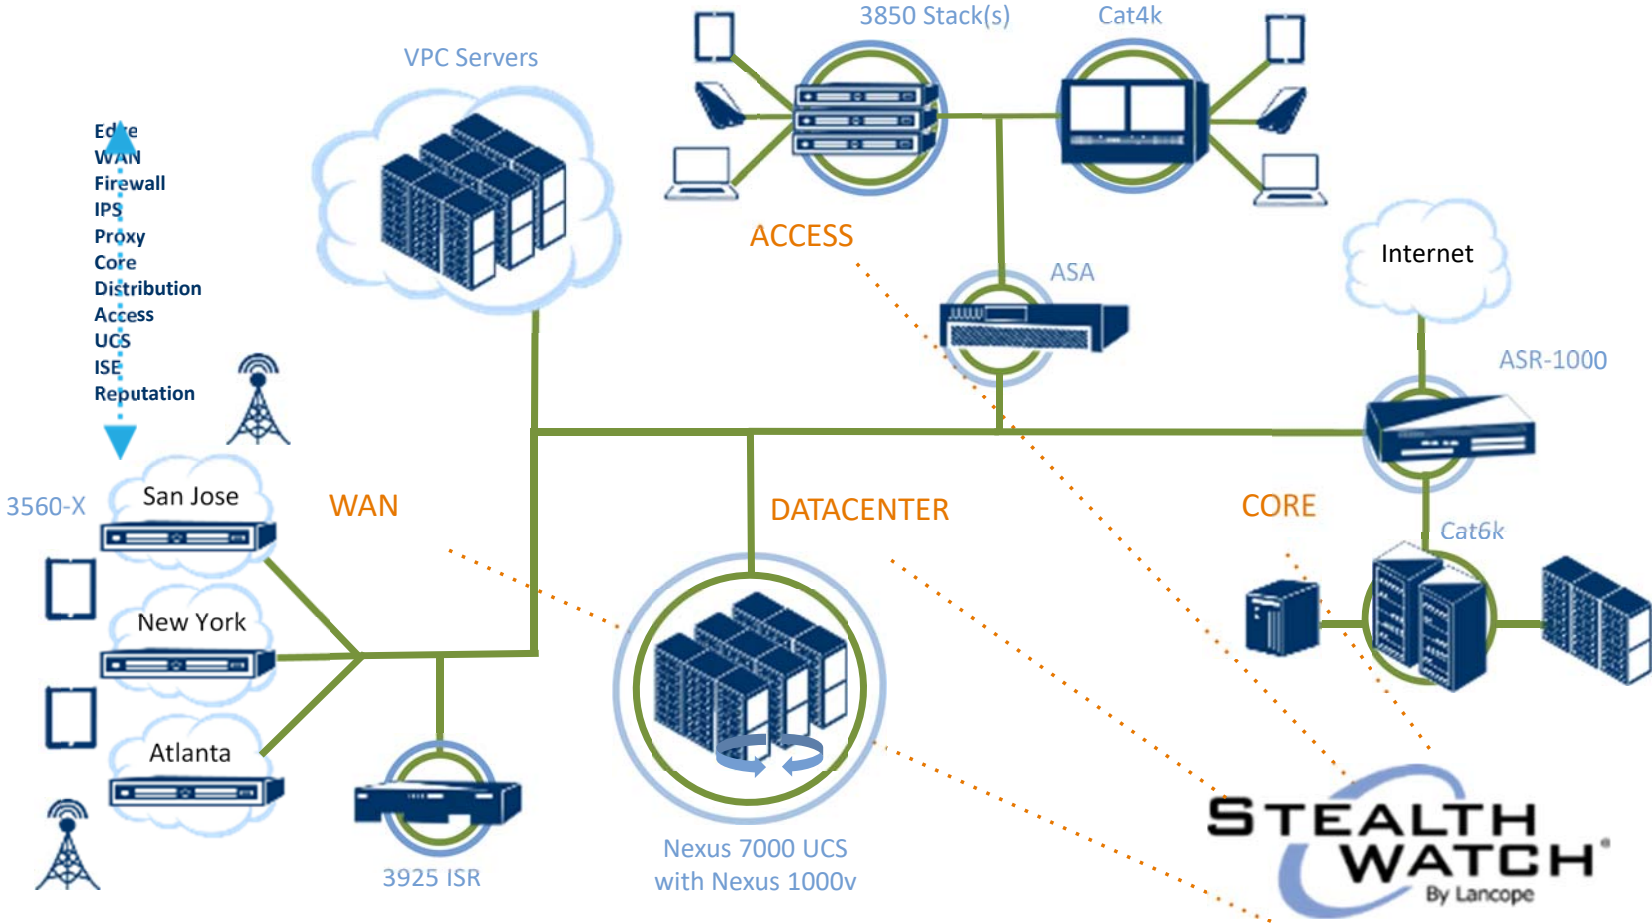 3850 Stack(s)
Cat4k
VPC Servers
Edge
WAN
Firewall
IPS
Proxy
Core
Distribution
Access
UCS
ISE
Reputation
ACCESS
ASA
Internet
ASR-1000
3560-X
San Jose
WAN
DATACENTER
CORE
Cat6k
New York
Atlanta
3925 ISR
Nexus 7000 UCS
with Nexus 1000v
STEALTH
WATCH®
By Lancope